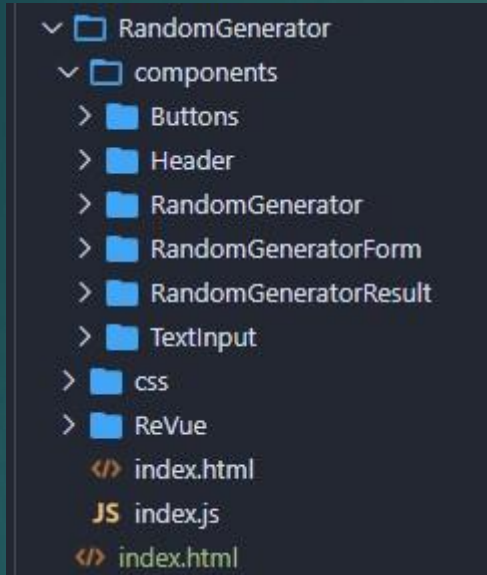 RandomGenerator
components
Buttons
Header
RandomGenerator
RandomGeneratorForm
RandomGeneratorResult
TextInput
css
ReVue
index.html
JS index.js
index.html